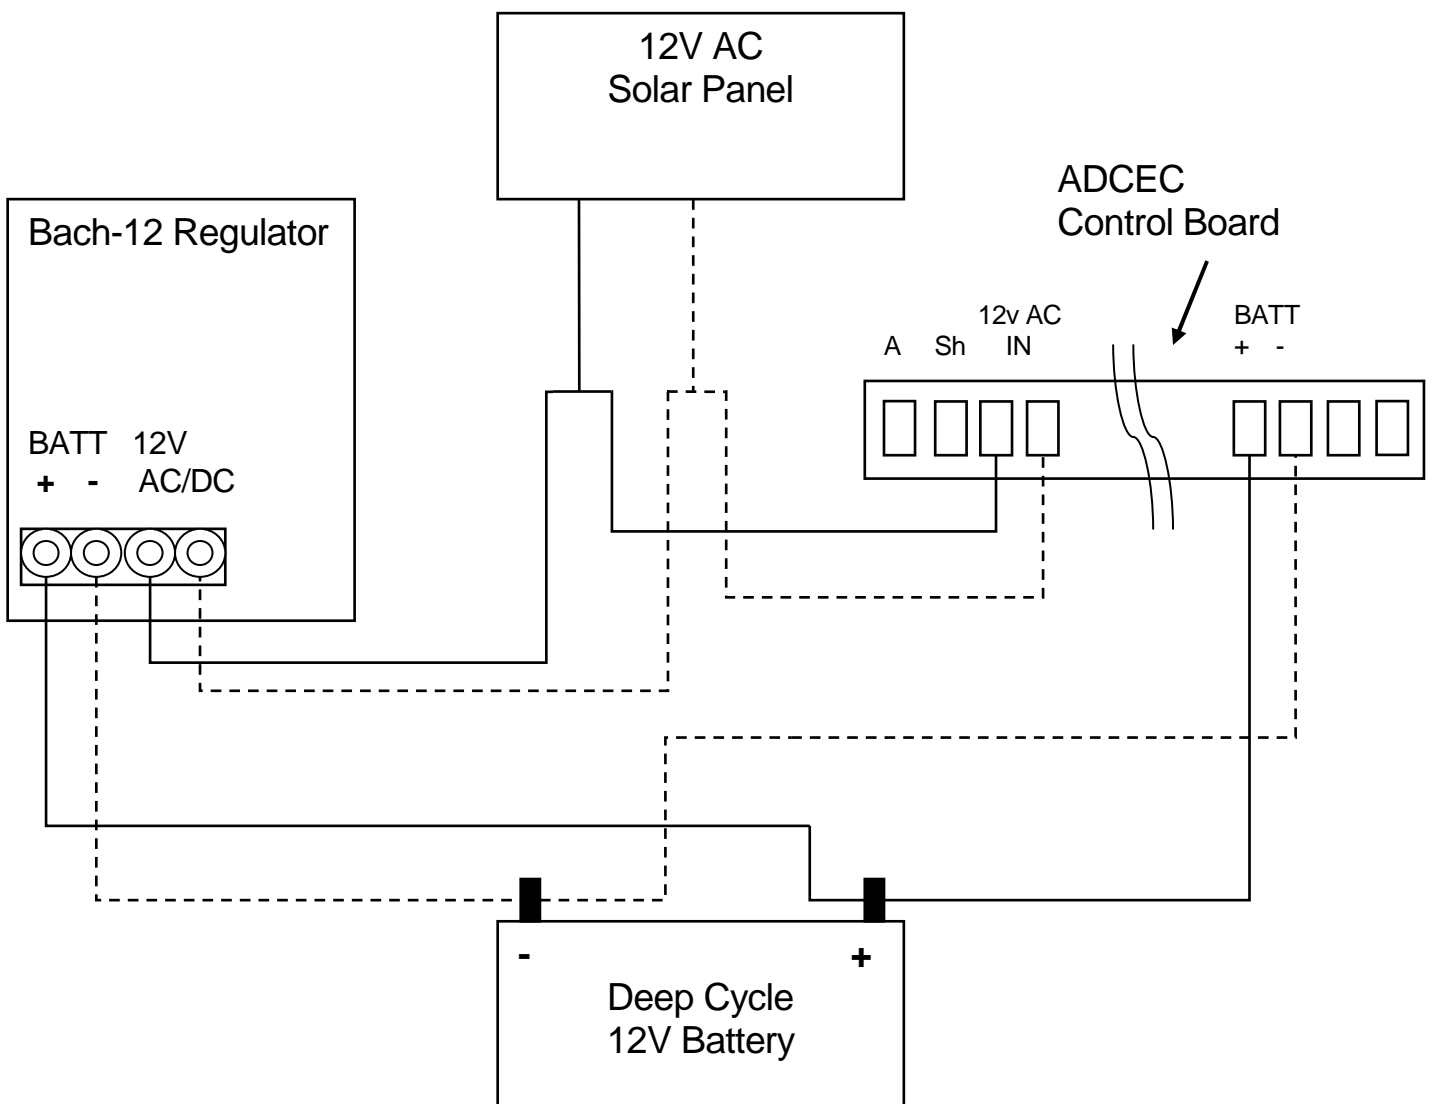 12V AC
Solar Panel
ADCEC
Control Board
Bach-12 Regulator
12v AC
BATT
A Sh IN
+ -
BATT 12V
+ - AC/DC
- +
Deep Cycle
12V Battery